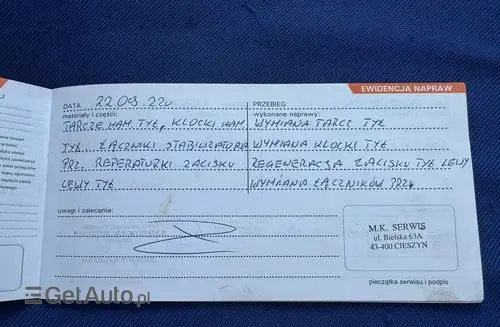 EWIDENCJA NAPRAW
DATA 22.09.22r PRZEBIEG
materiały i części: wykonane naprawy:
TARCZE HAM. TYŁ, KLOCKI HAM WYMIANA TARCZ TYŁ
TYŁ. ŁĄCZNIKI STABILIZATORA WYMIANA KLOCKI TYŁ
PRZ. REPERATURKI ZACISKU REGENERACJA ZACISKU TYŁ LEWY
LEWY TYŁ WYMIANA ŁĄCZNIKÓW PRZ.
uwagi i zalecenia:
M.K. SERWIS
ul. Bielska 63A
43-400 CIESZYN
pieczątka serwisu i podpis
GetAuto.pl